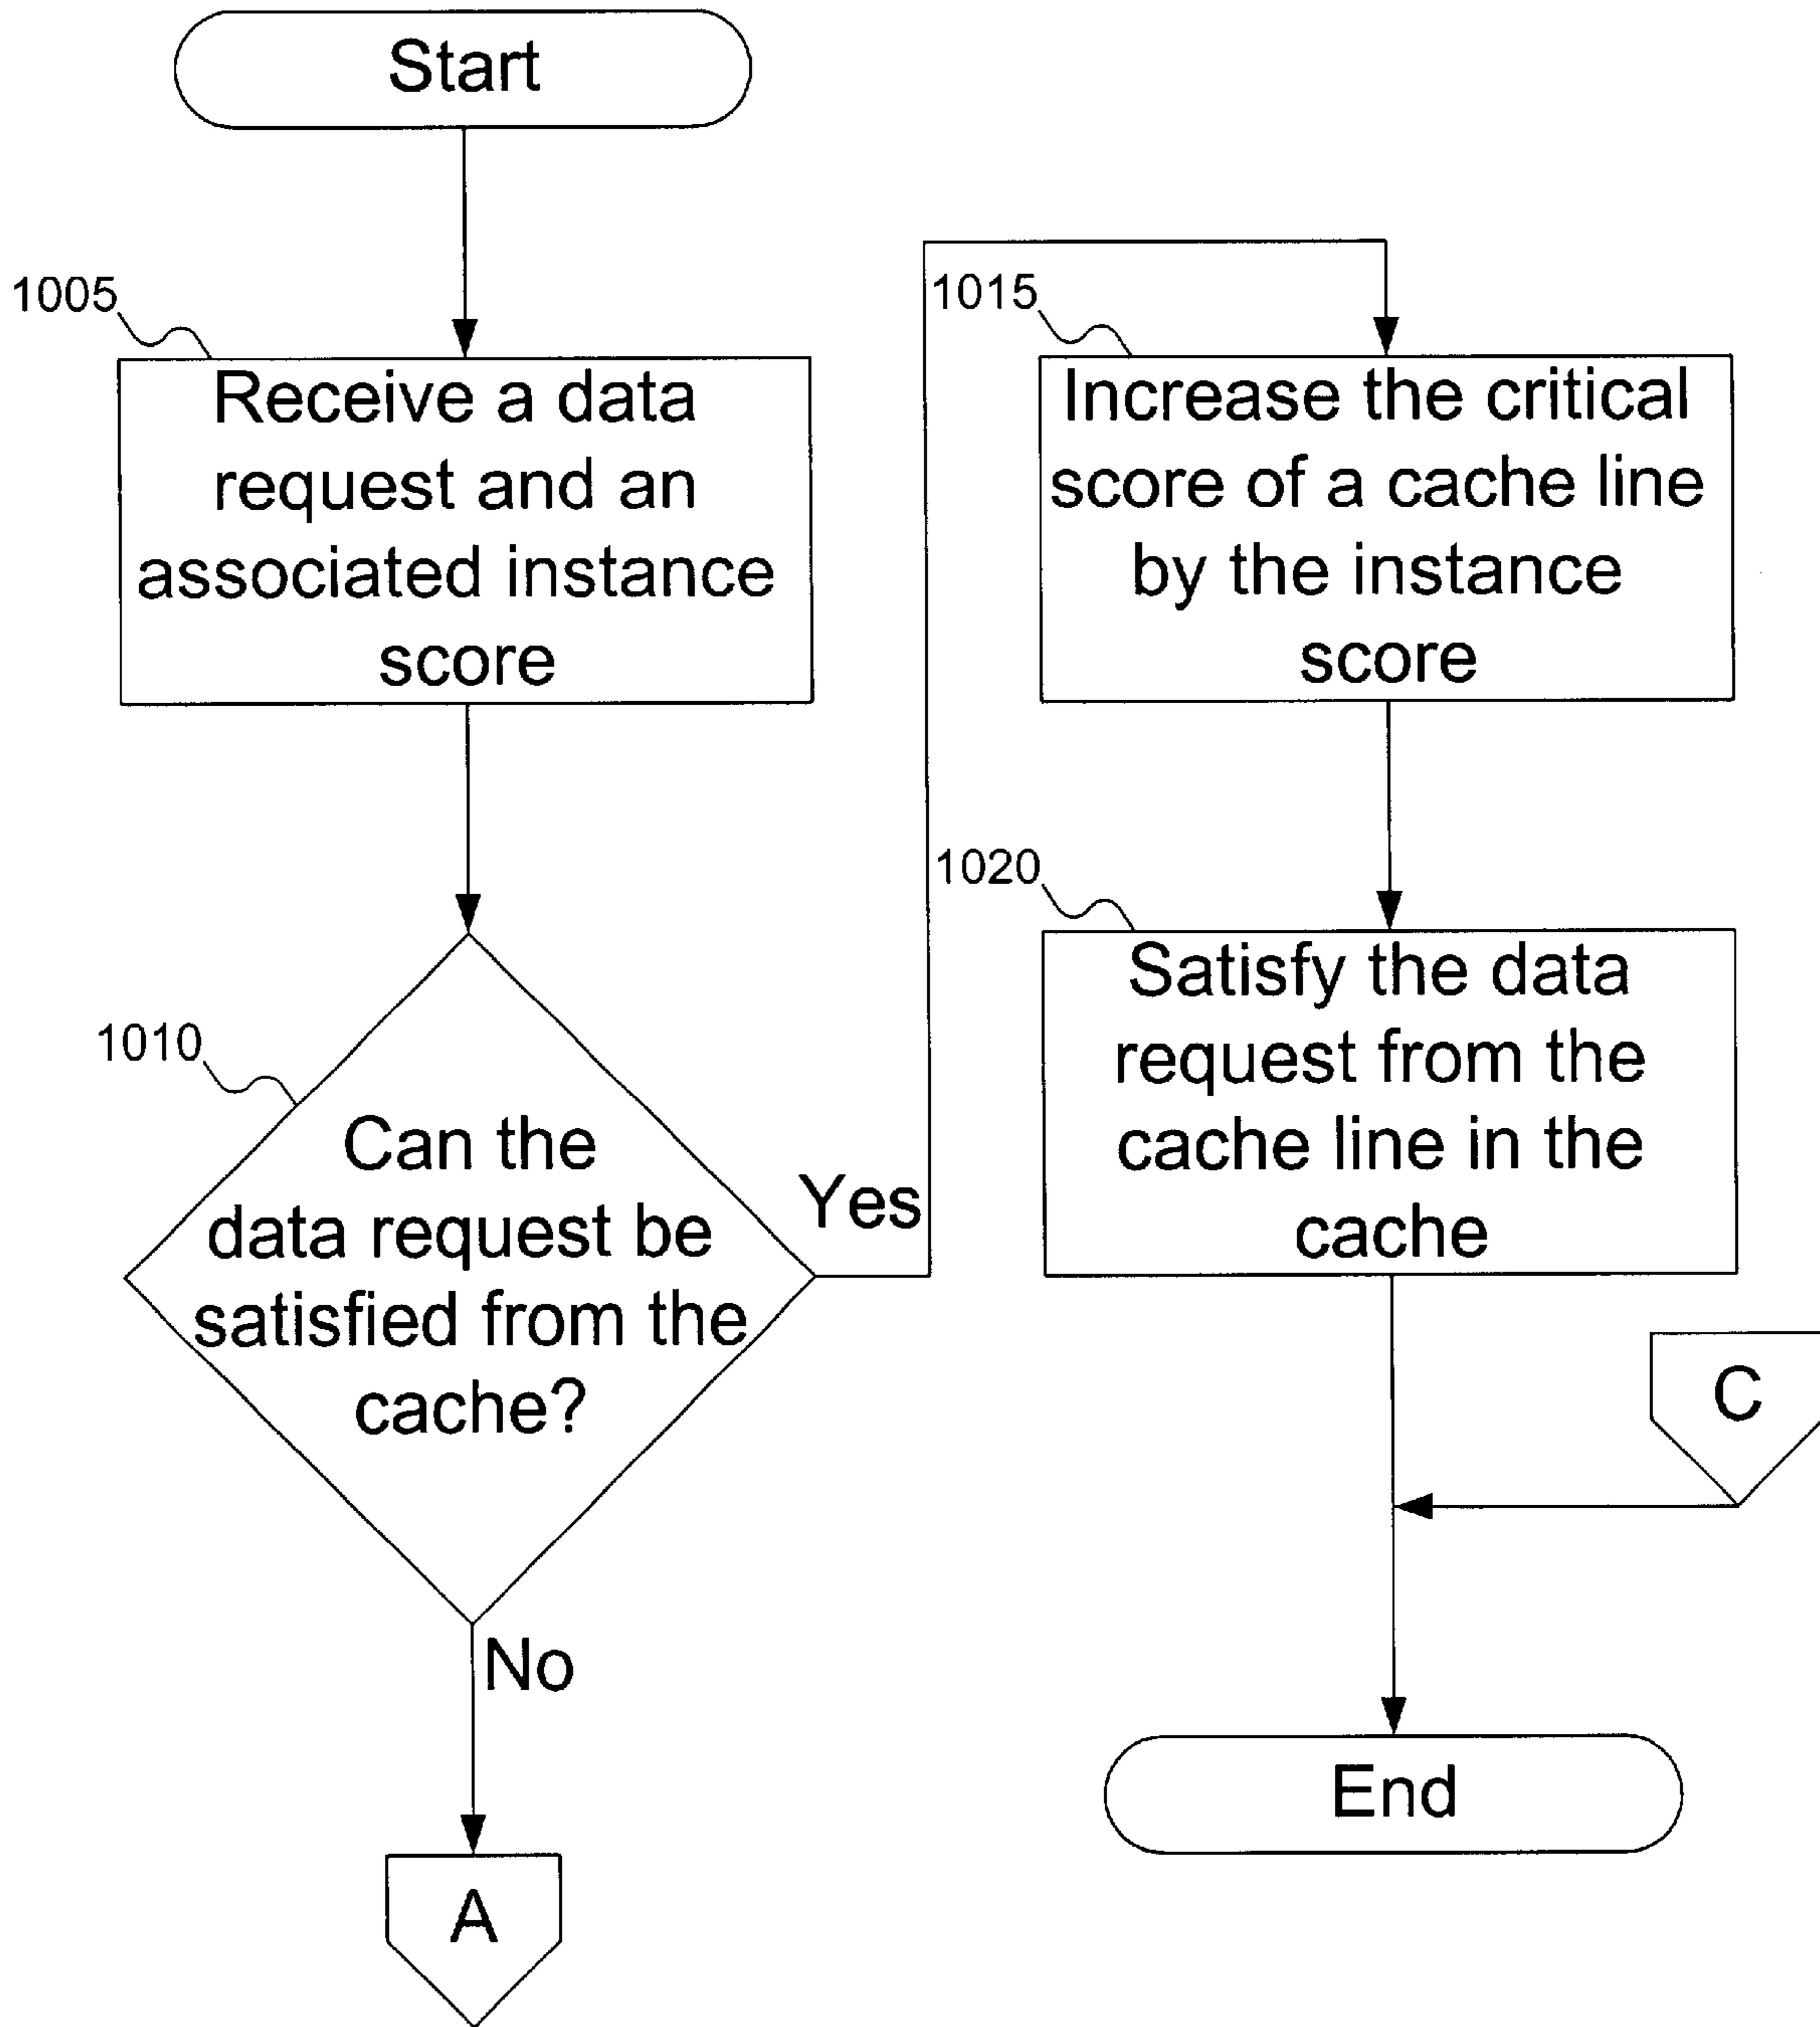 Start
1005
Receive a data
request and an
associated instance
score
1010
Can the
data request be
satisfied from the
cache?
Yes
No
A
1015
Increase the critical
score of a cache line
by the instance
score
1020
Satisfy the data
request from the
cache line in the
cache
C
End